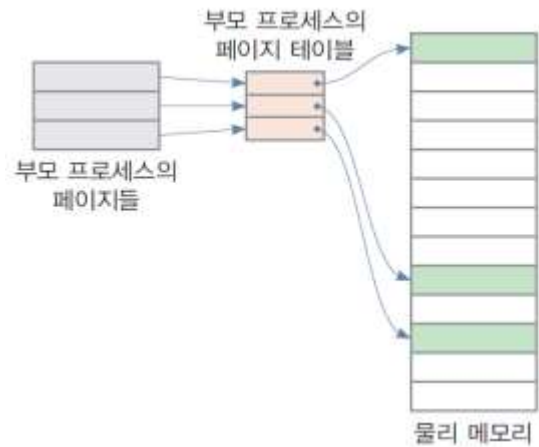 부모 프로세스의
페이지 테이블
부모 프로세스의
페이지들
물리 메모리